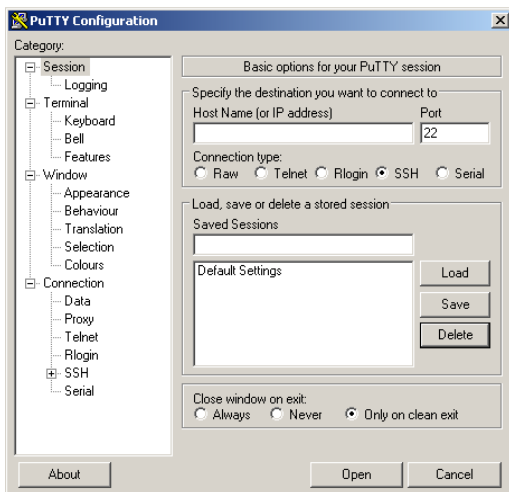 PuTTY Configuration
Category:
Session
Logging
Terminal
Keyboard
Bell
Features
Window
Appearance
Behaviour
Translation
Selection
Colours
Connection
Data
Proxy
Telnet
Rlogin
SSH
Serial
Basic options for your PuTTY session
Specify the destination you want to connect to
Host Name (or IP address) Port
22
Connection type:
Raw Telnet Rlogin SSH Serial
Load, save or delete a stored session
Saved Sessions
Default Settings
Load
Save
Delete
Close window on exit:
Always Never Only on clean exit
About Open Cancel